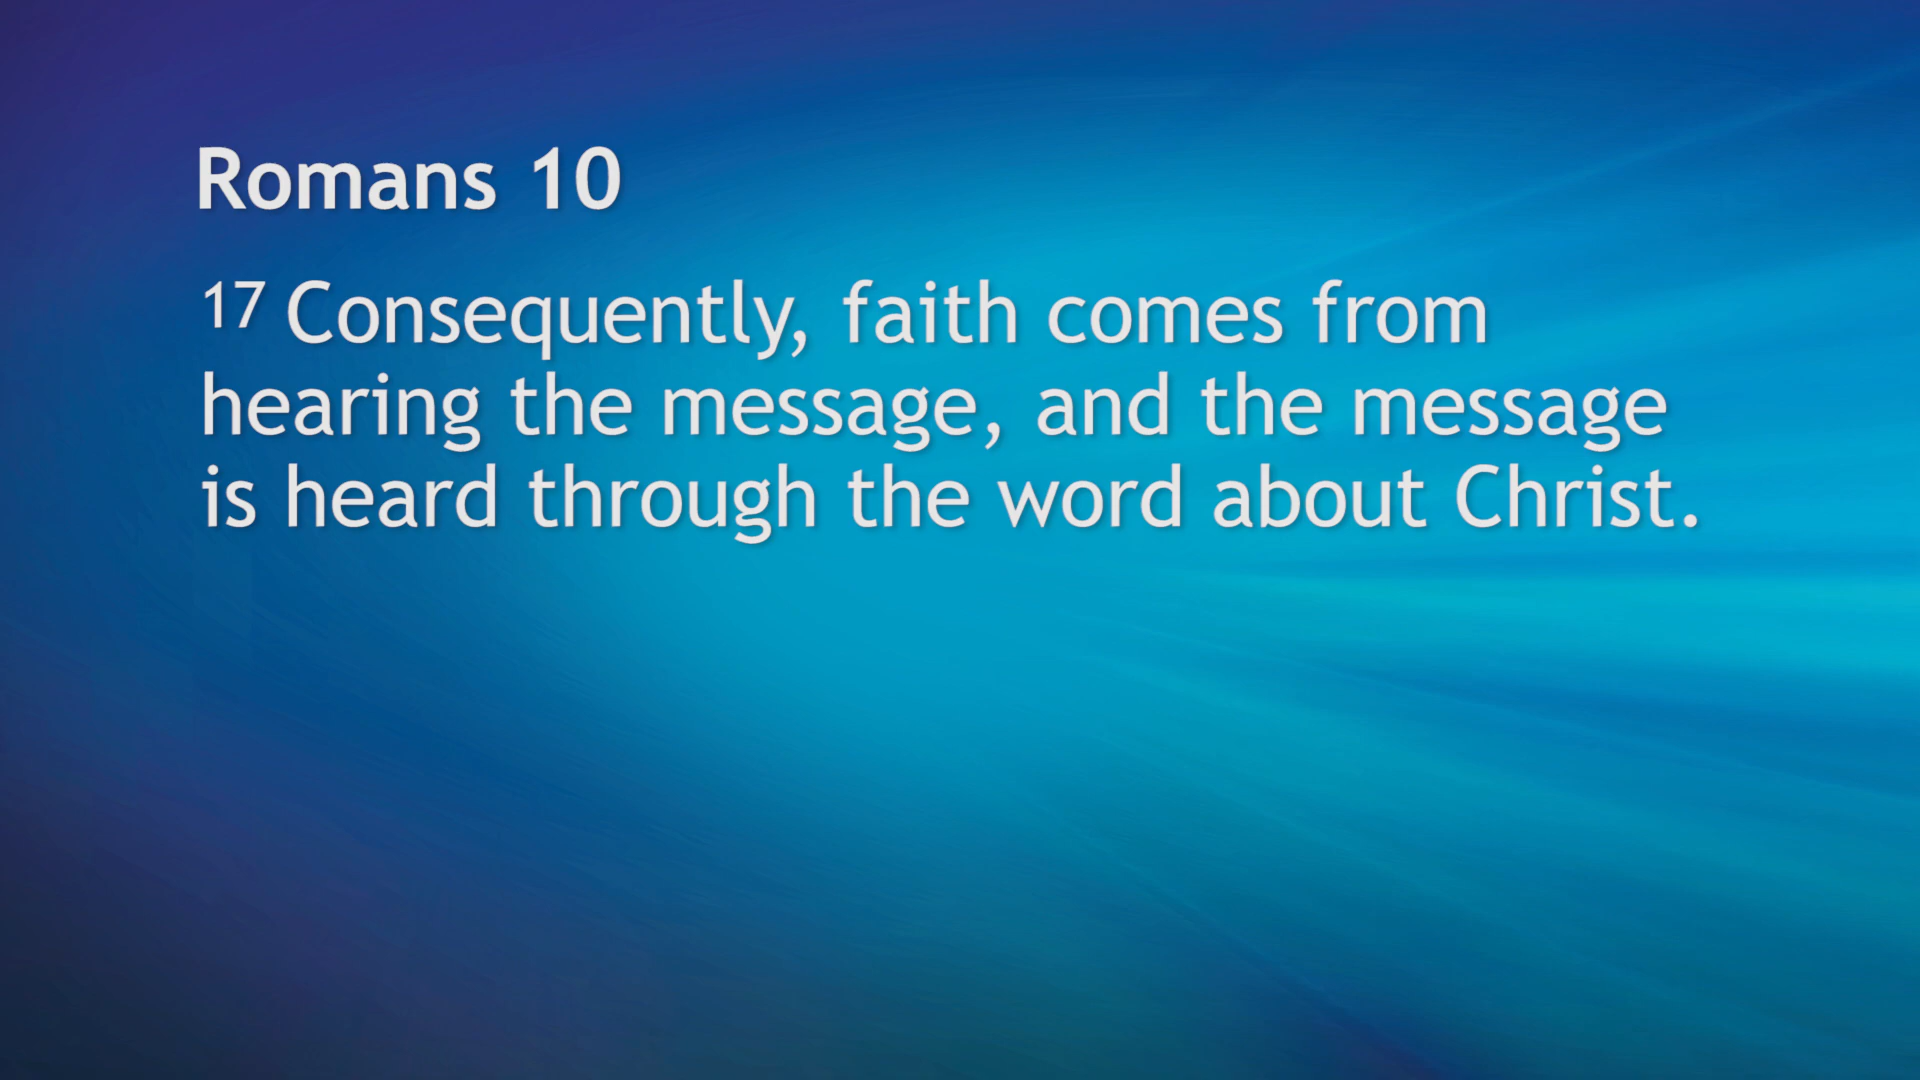 Romans 10
17 Consequently, faith comes from
hearing the message, and the message
is heard through the word about Christ.